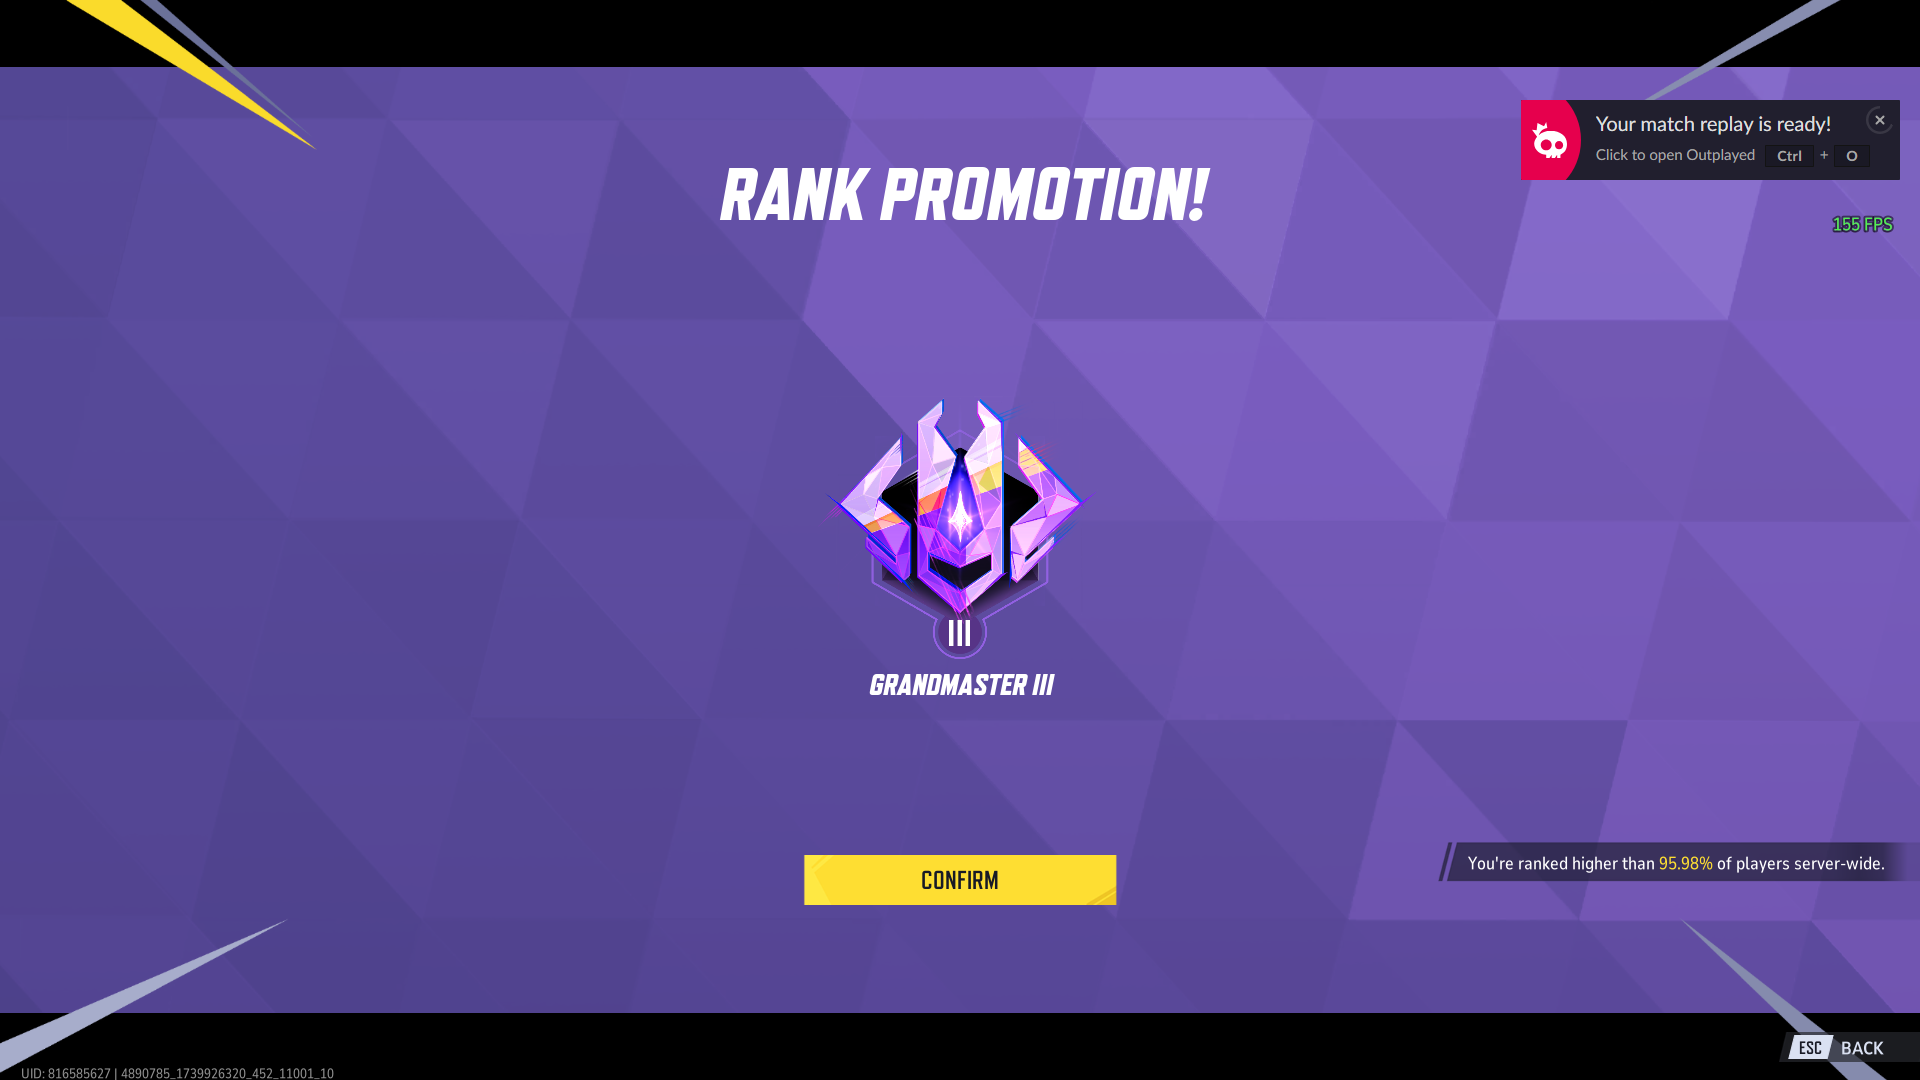 Your match replay is ready!
Click to open Outplayed Ctrl + O
RANK PROMOTION!
155 FPS
III
GRANDMASTER III
You're ranked higher than 95.98% of players server-wide.
CONFIRM
ESC BACK
UID: 816585627 | 4890785_1739926320_452_11001_10